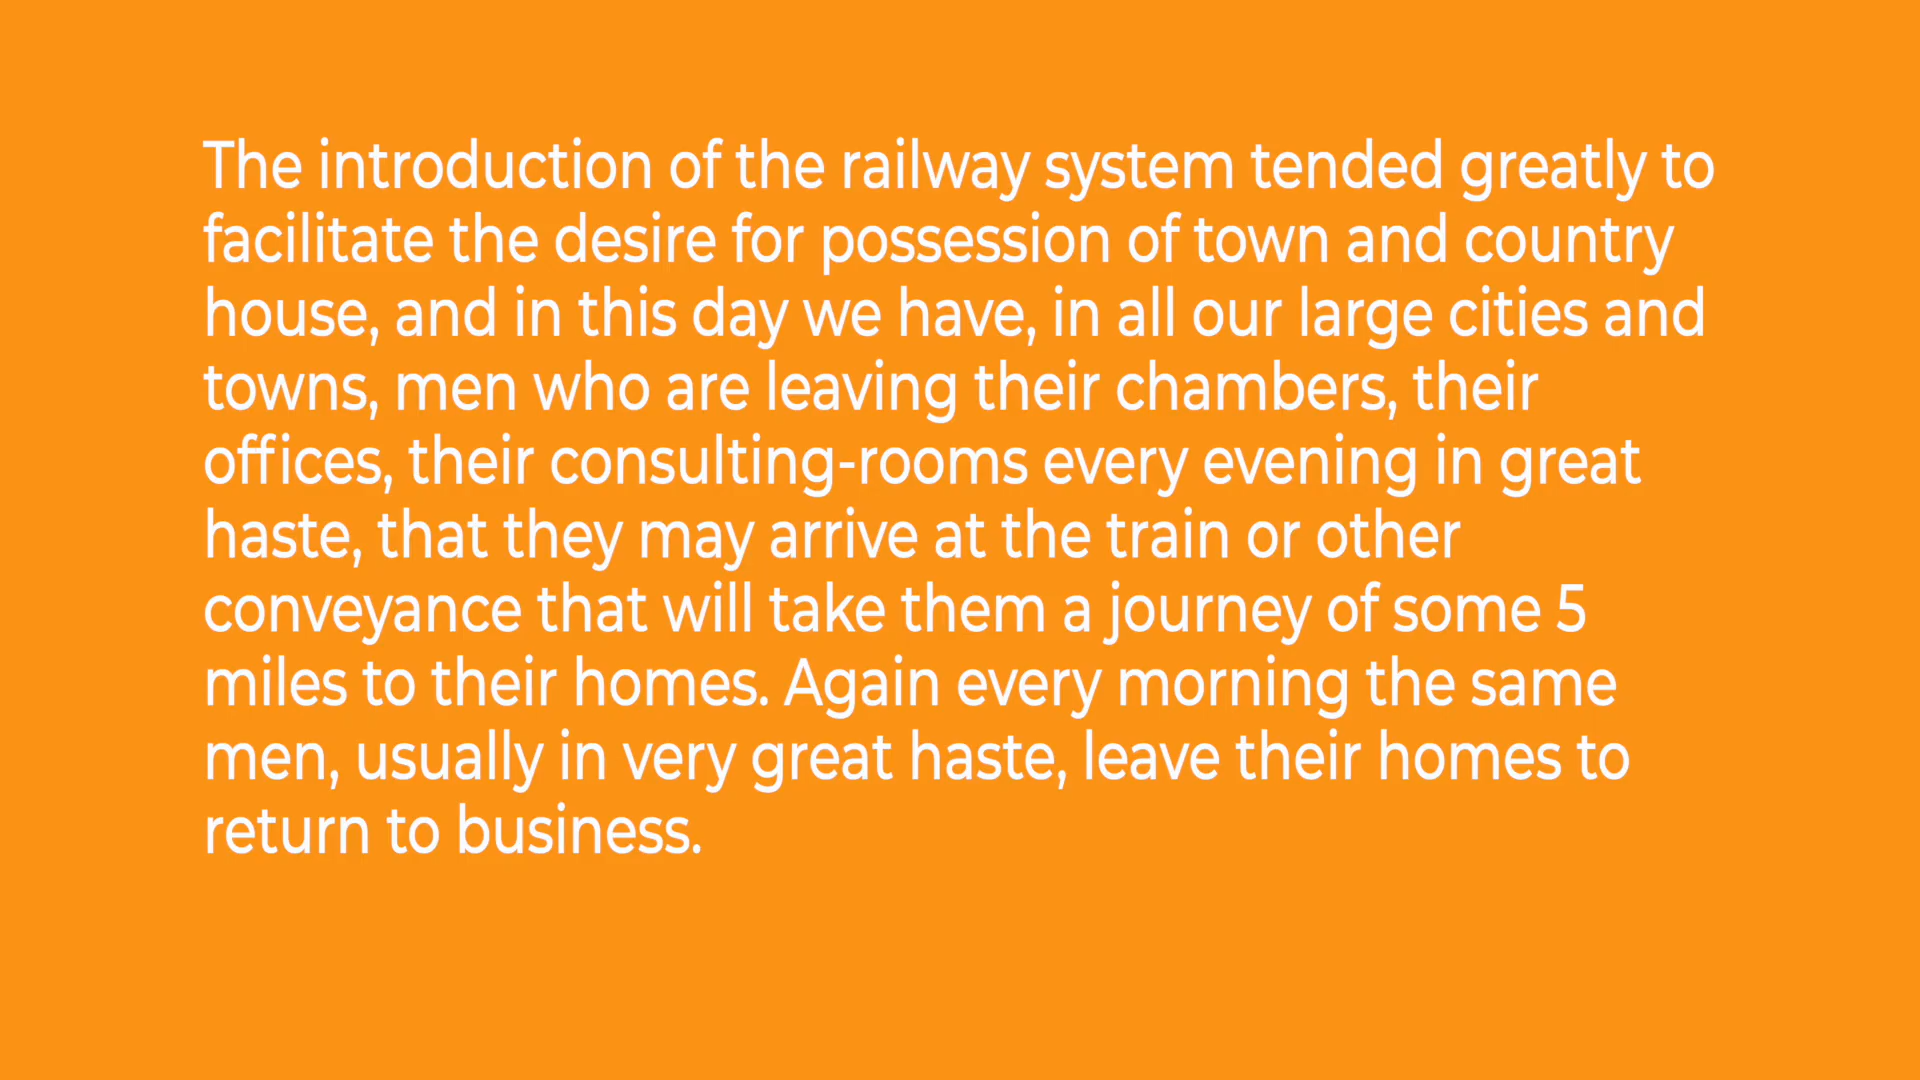 The introduction of the railway system tended greatly to
facilitate the desire for possession of town and country
house, and in this day we have, in all our large cities and
towns, men who are leaving their chambers, their
offices, their consulting-rooms every evening in great
haste, that they may arrive at the train or other
conveyance that will take them a journey of some 5
miles to their homes. Again every morning the same
men, usually in very great haste, leave their homes to
return to business.